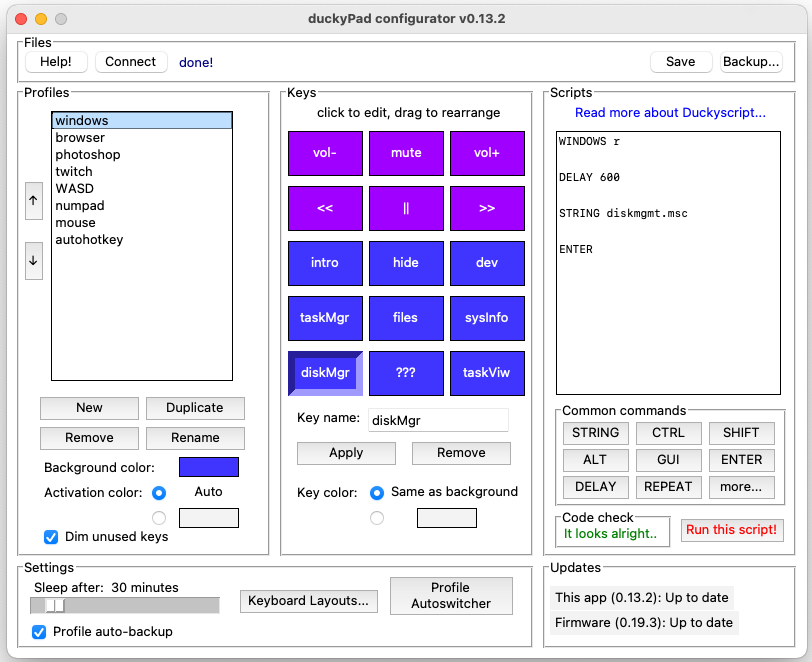 duckyPad configurator v0.13.2
Files
Help!
Connect
done!
Save
Backup...
Profiles
windows
browser
photoshop
twitch
WASD
numpad
mouse
autohotkey
↑
↓
New
Duplicate
Remove
Rename
Background color:
Activation color:
Auto
Dim unused keys
Keys
click to edit, drag to rearrange
vol-
mute
vol+
<<
||
>>
intro
hide
dev
taskMgr
files
sysInfo
diskMgr
???
taskViw
Key name:
diskMgr
Apply
Remove
Key color:
Same as background
Scripts
Read more about Duckyscript...
WINDOWS r
DELAY 600
STRING diskmgmt.msc
ENTER
Common commands
STRING
CTRL
SHIFT
ALT
GUI
ENTER
DELAY
REPEAT
more...
Code check
It looks alright..
Run this script!
Settings
Sleep after: 30 minutes
Profile auto-backup
Keyboard Layouts...
Profile
Autoswitcher
Updates
This app (0.13.2): Up to date
Firmware (0.19.3): Up to date